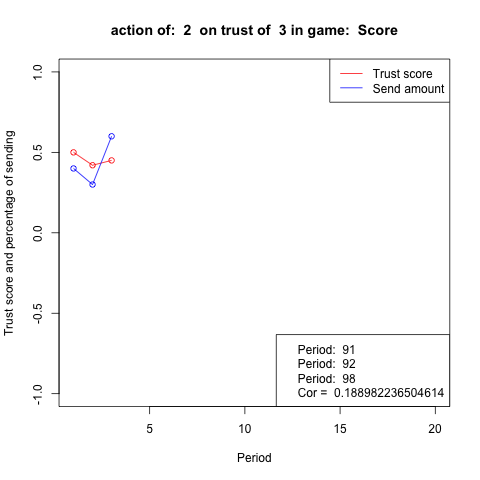 action of:  2  on trust of  3 in game:  Score
Trust score
Send amount
1.0
0.5
0.0
-0.5
-1.0
Trust score and percentage of sending
Period:  91
Period:  92
Period:  98
Cor =  0.188982236504614
5
10
15
20
Period